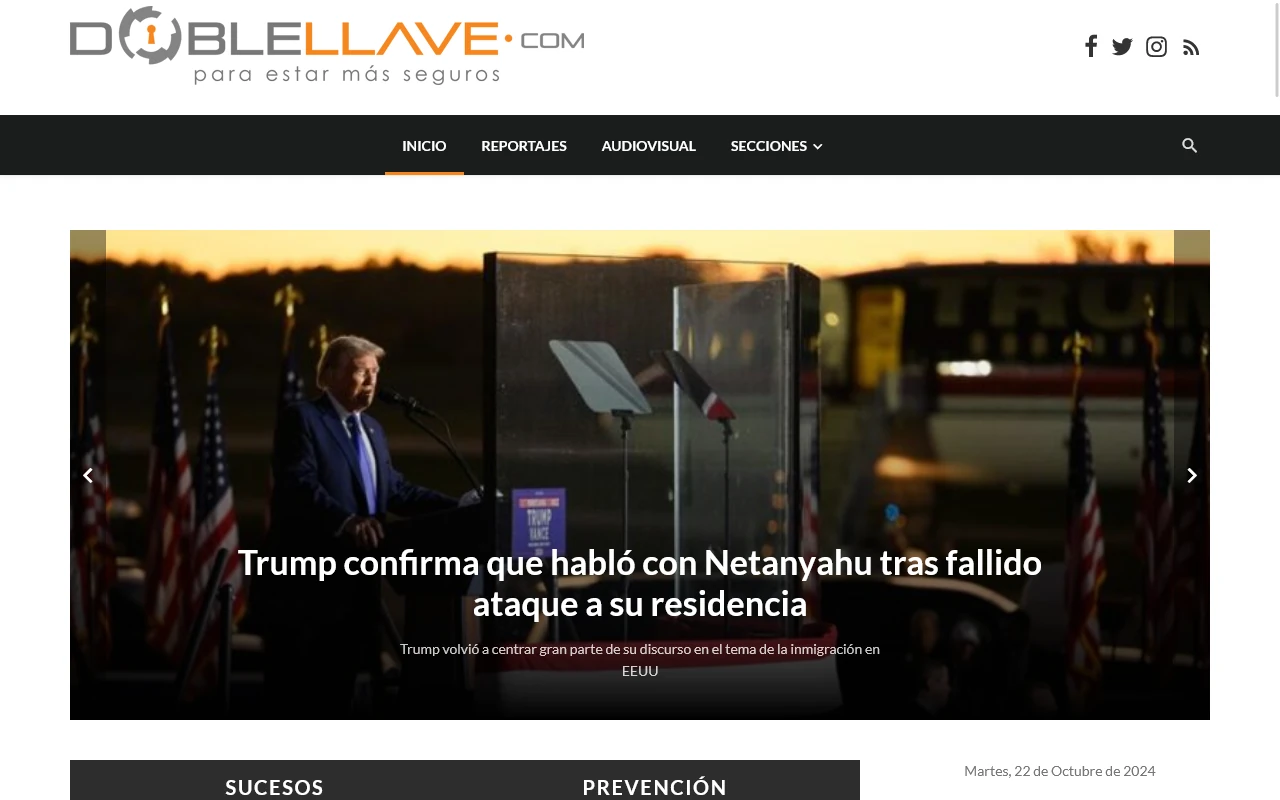 DOBLELLAVE.COM
para estar más seguros
INICIO REPORTAJES AUDIOVISUAL SECCIONES
TRUM
TRUMP
VANCE
Trump confirma que habló con Netanyahu tras fallido
ataque a su residencia
Trump volvió a centrar gran parte de su discurso en el tema de la inmigración en
EEUU
SUCESOS PREVENCIÓN
Martes, 22 de Octubre de 2024